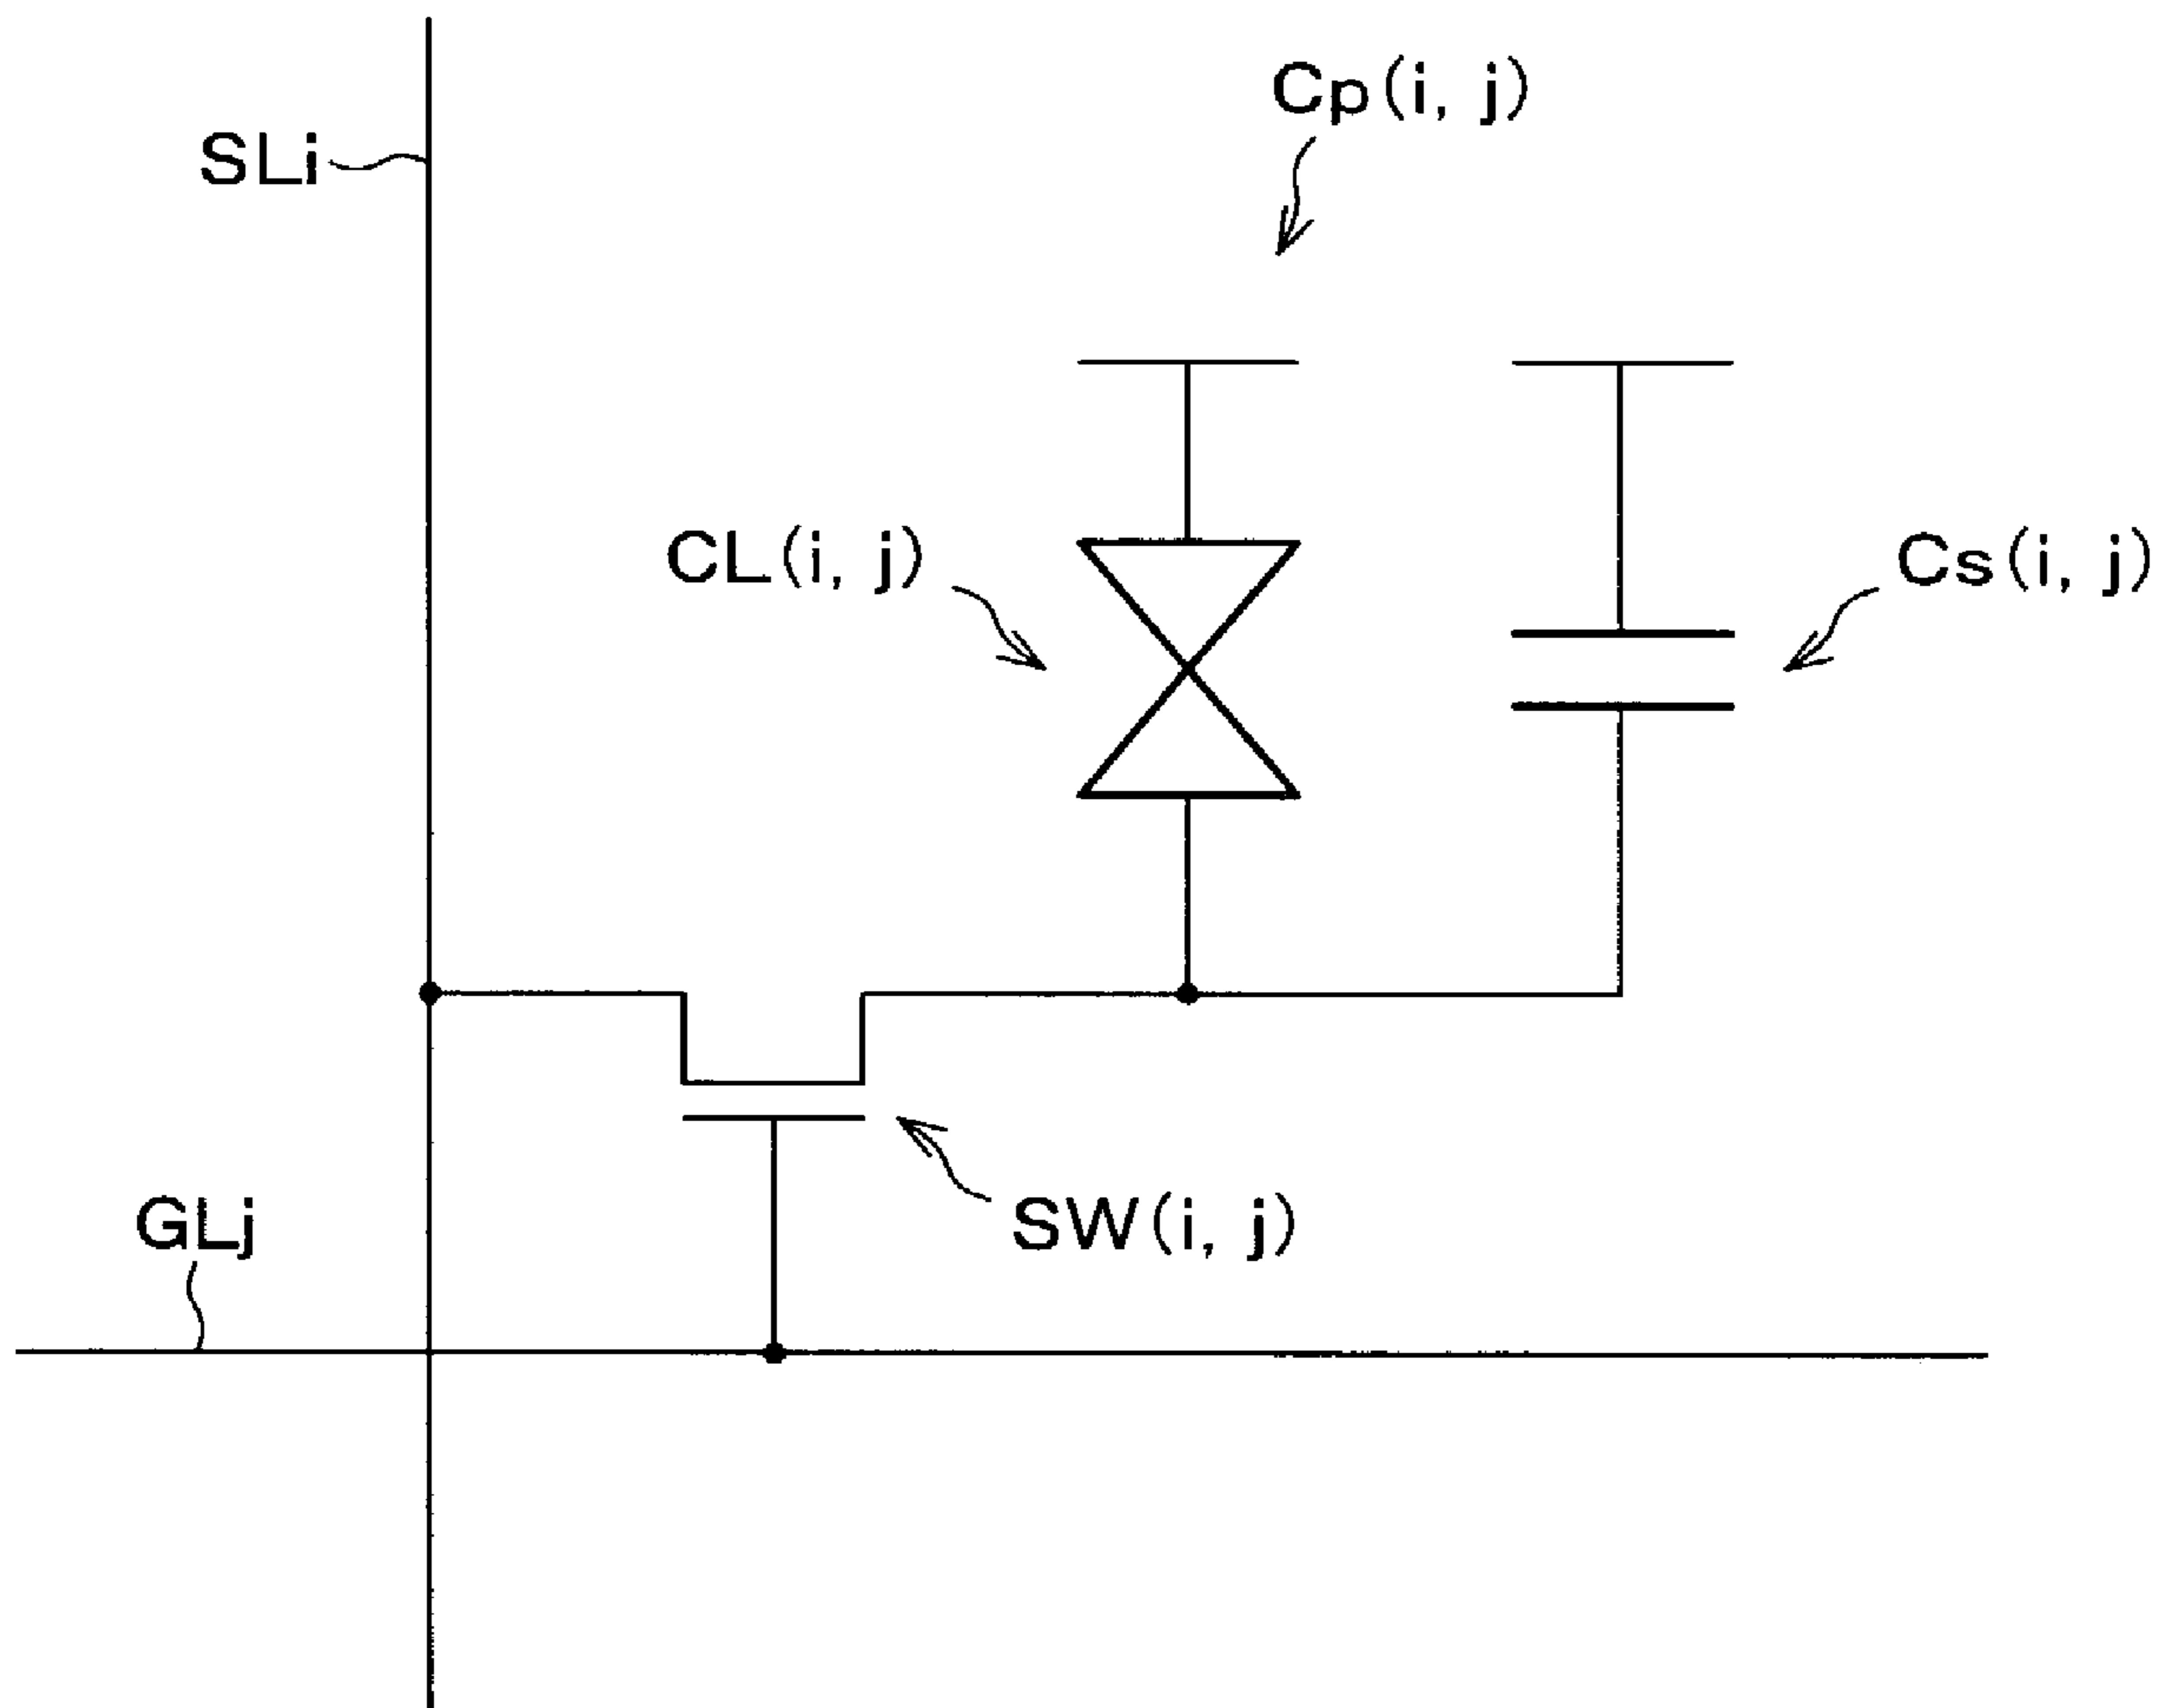 Cp(i, j)
SLi
CL(i, j)
Cs(i, j)
GLj
SW(i, j)